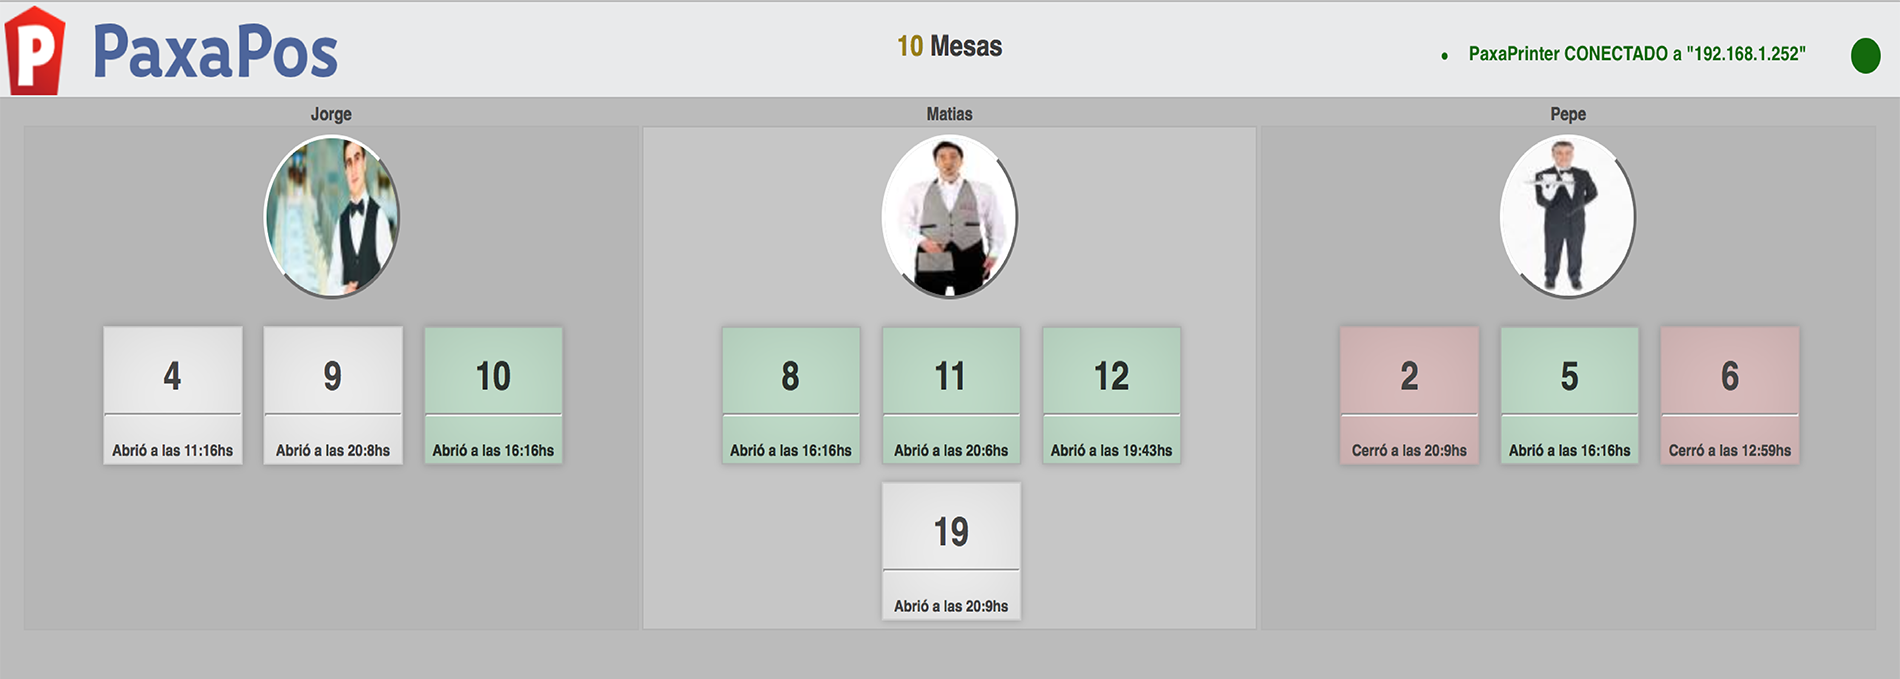 P PaxaPos
10 Mesas
• PaxaPrinter CONECTADO a "192.168.1.252"
Jorge
Matias
Pepe
4
9
10
8
11
12
2
5
6
Abrió a las 11:16hs
Abrió a las 20:8hs
Abrió a las 16:16hs
Abrió a las 16:16hs
Abrió a las 20:6hs
Abrió a las 19:43hs
Cerró a las 20:9hs
Abrió a las 16:16hs
Cerró a las 12:59hs
19
Abrió a las 20:9hs